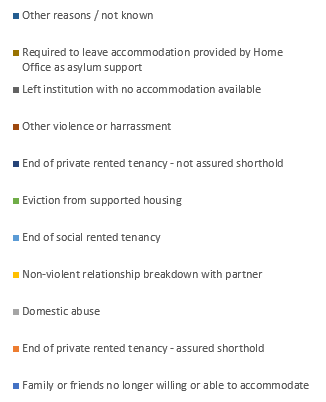 Other reasons / not known
Required to leave accommodation provided by Home
Office as asylum support
Left institution with no accommodation available
Other violence or harrassment
End of private rented tenancy - not assured shorthold
Eviction from supported housing
End of social rented tenancy
Non-violent relationship breakdown with partner
Domestic abuse
End of private rented tenancy - assured shorthold
Family or friends no longer willing or able to accommodate